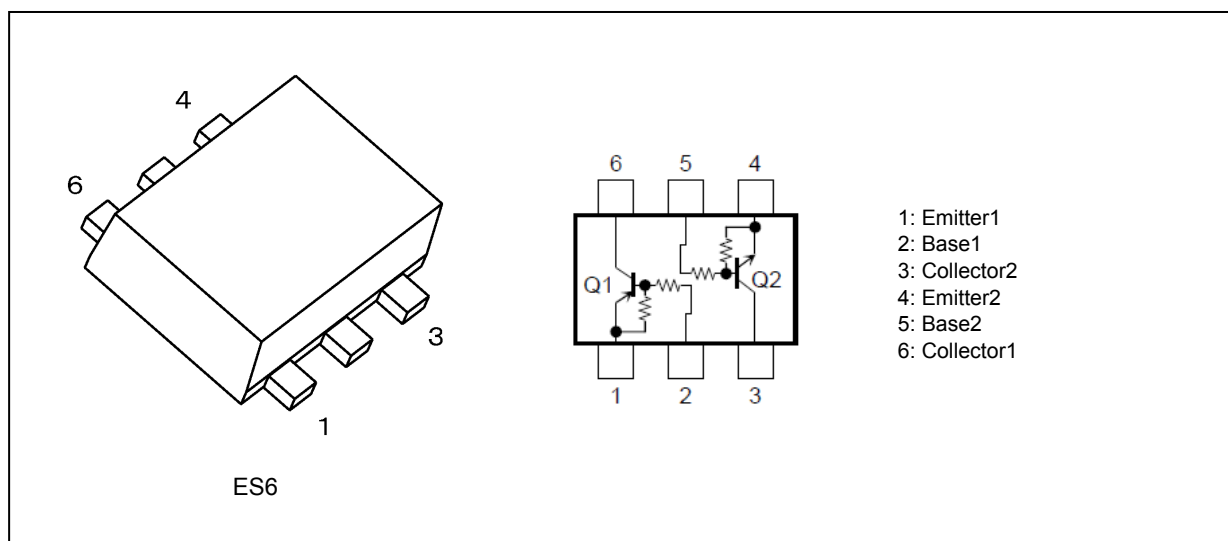 4
6
3
1
ES6
6 5 4
Q1 Q2
1 2 3
1: Emitter1
2: Base1
3: Collector2
4: Emitter2
5: Base2
6: Collector1